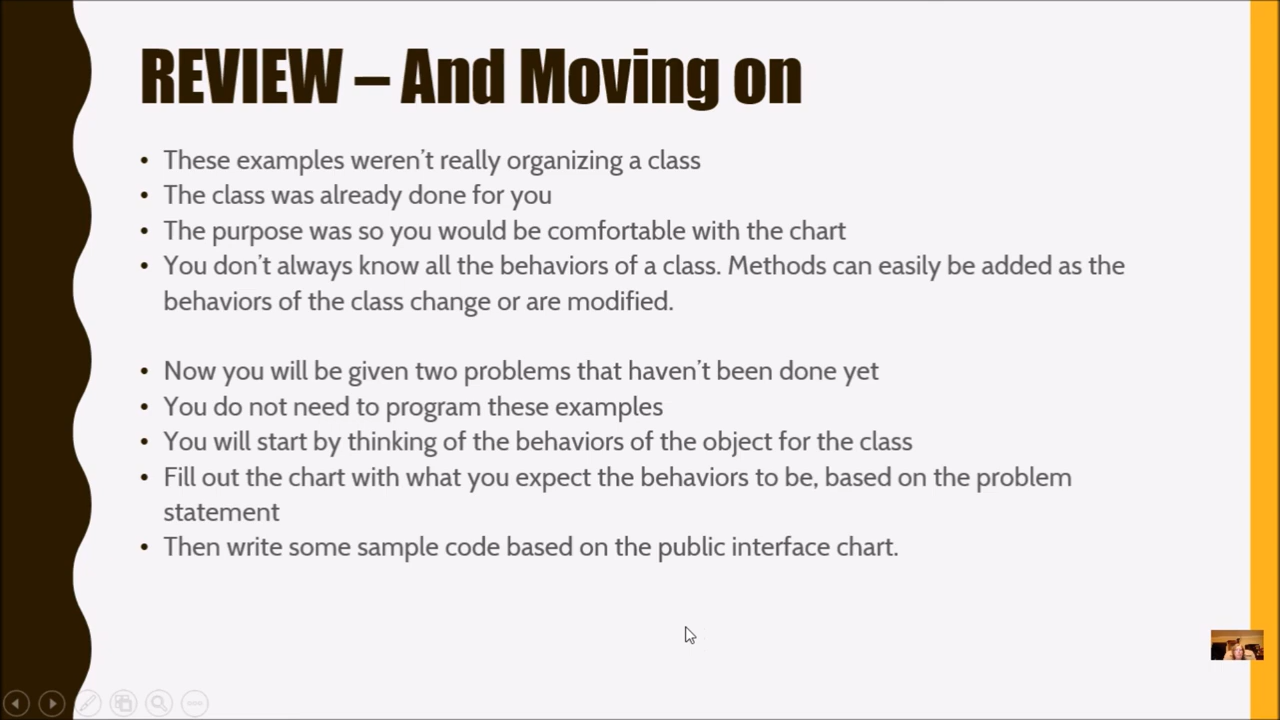 REVIEW – And Moving on
• These examples weren't really organizing a class
• The class was already done for you
• The purpose was so you would be comfortable with the chart
• You don't always know all the behaviors of a class. Methods can easily be added as the
behaviors of the class change or are modified.
• Now you will be given two problems that haven't been done yet
• You do not need to program these examples
• You will start by thinking of the behaviors of the object for the class
• Fill out the chart with what you expect the behaviors to be, based on the problem
statement
• Then write some sample code based on the public interface chart.